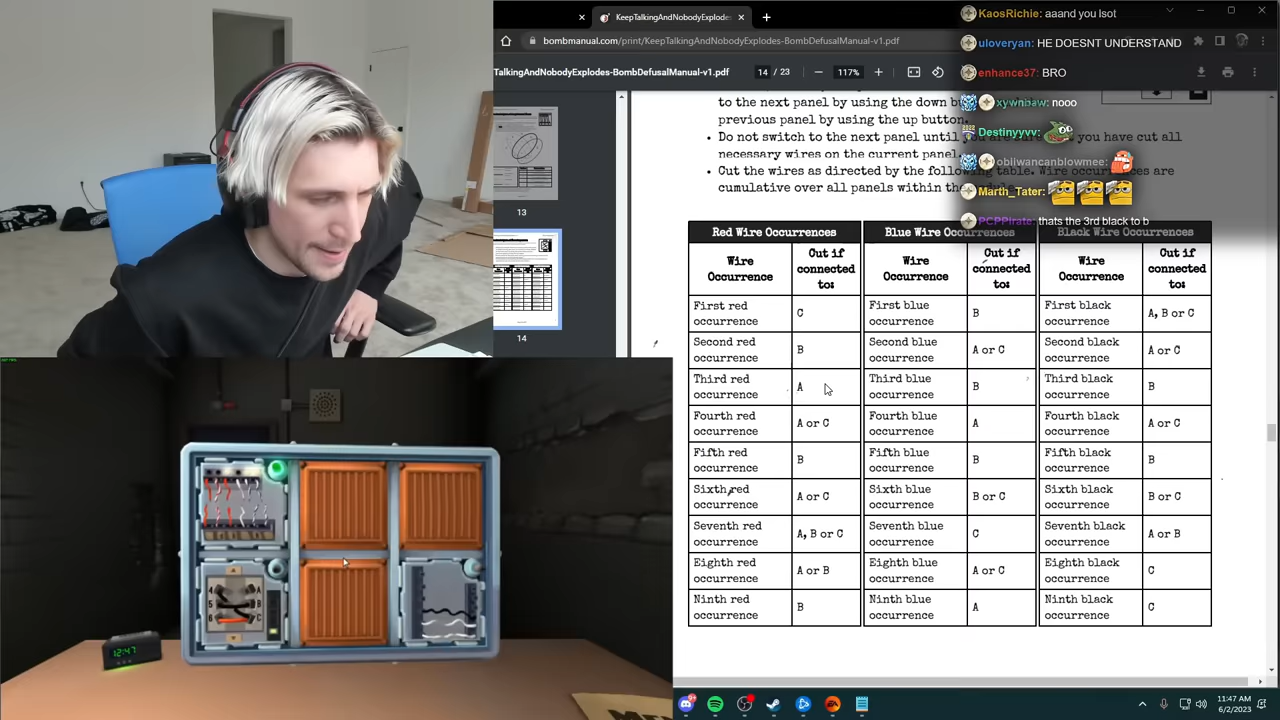 KeepTalkingAndNobodyExplodes
KaosRichie: aaand you lsot
bombmanual.com/print/KeepTalkingAndNobodyExplodes-BombDefusalManual-v1.pdf
uloveryan: HE DOESNT UNDERSTAND
TalkingAndNobodyExplodes-BombDefusalManual-v1.pdf
14 / 23
117%
enhance37: BRO
xywnbaw: nooo
to the next panel by using the down b
previous panel by using the up button.
Destinyyvv:
• Do not switch to the next panel until you have cut all
necessary wires on the current panel
obiiwancanblowmee:
• Cut the wires as directed by the following table. Wire occurrences are
cumulative over all panels within the
Marth_Tater:
PCPPirate: thats the 3rd black to b
13
14
Red Wire Occurrences Blue Wire Occurrences Black Wire Occurrences
Wire Occurrence Cut if connected to: Wire Occurrence Cut if connected to: Wire Occurrence Cut if connected to:
First red occurrence C First blue occurrence B First black occurrence A, B or C
Second red occurrence B Second blue occurrence A or C Second black occurrence A or C
Third red occurrence A Third blue occurrence B Third black occurrence B
Fourth red occurrence A or C Fourth blue occurrence A Fourth black occurrence A or C
Fifth red occurrence B Fifth blue occurrence B Fifth black occurrence B
Sixth red occurrence A or C Sixth blue occurrence B or C Sixth black occurrence B or C
Seventh red occurrence A, B or C Seventh blue occurrence C Seventh black occurrence A or B
Eighth red occurrence A or B Eighth blue occurrence A or C Eighth black occurrence C
Ninth red occurrence B Ninth blue occurrence A Ninth black occurrence C
4 A
5 B
6 C
12:47
11:47 AM
6/2/2023